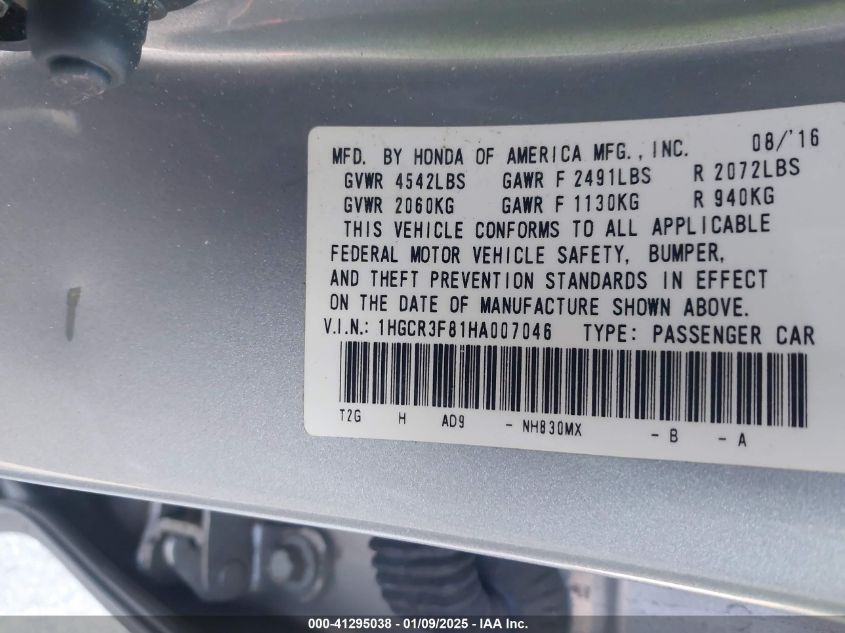 MFD. BY HONDA OF AMERICA MFG., INC. 08/'16
GVWR 4542LBS GAWR F 2491LBS R 2072LBS
GVWR 2060KG GAWR F 1130KG R 940KG
THIS VEHICLE CONFORMS TO ALL APPLICABLE
FEDERAL MOTOR VEHICLE SAFETY, BUMPER,
AND THEFT PREVENTION STANDARDS IN EFFECT
ON THE DATE OF MANUFACTURE SHOWN ABOVE.
V.I.N.: 1HGCR3F81HA007046 TYPE: PASSENGER CAR
T2G H AD9 - NH830MX - B - A
000-41295038 - 01/09/2025 - IAA Inc.